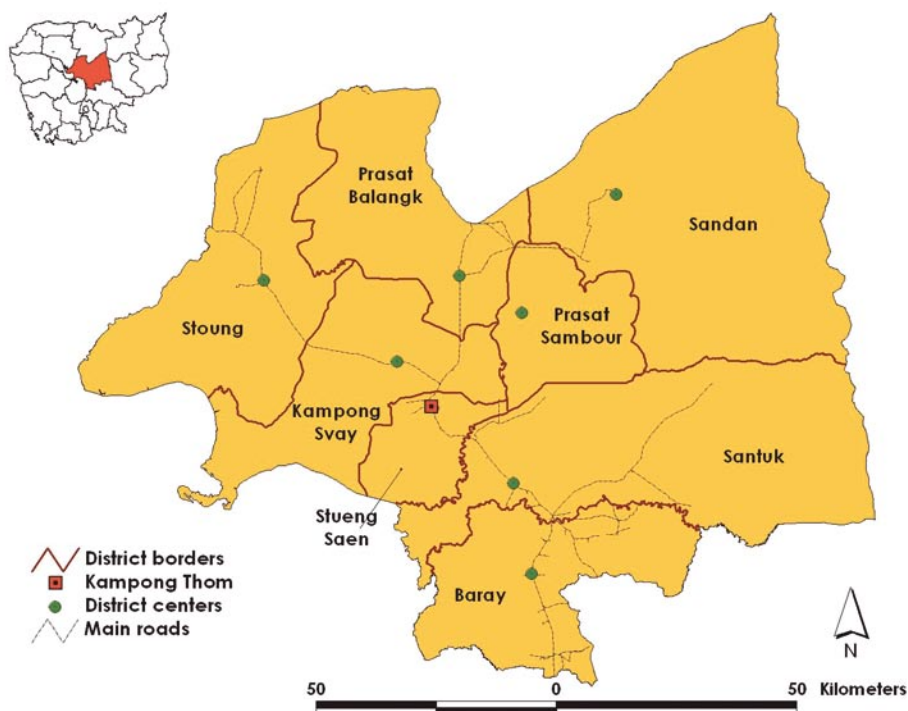 Prasat
Balangk
Sandan
Stoung
Prasat
Sambour
Kampong
Svay
Santuk
Stueng
Saen
Baray
District borders
Kampong Thom
District centers
Main roads
N
50 0 50 Kilometers